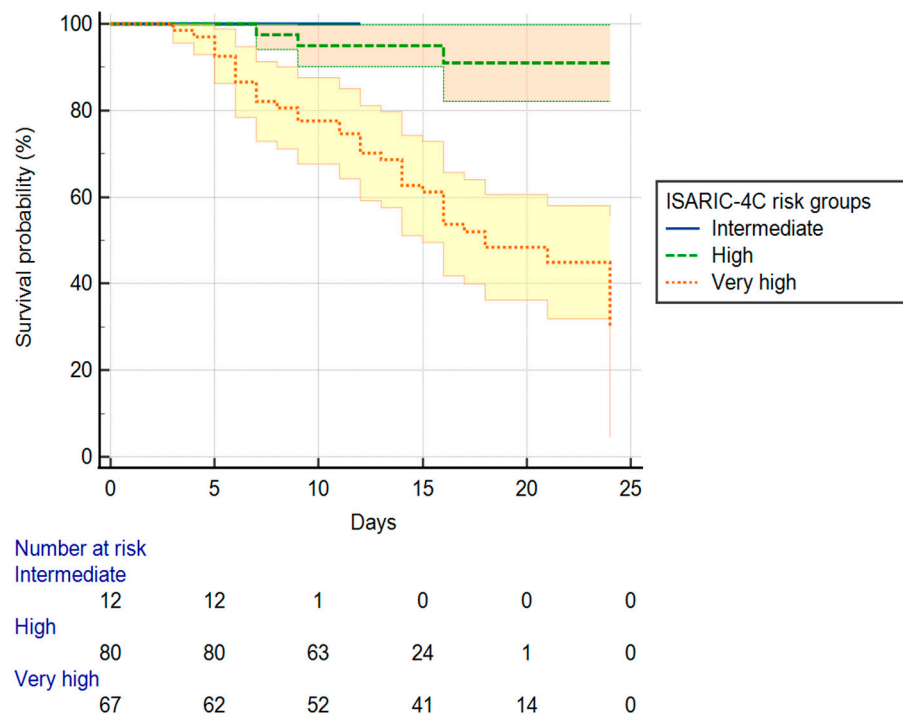 100
80
60
40
20
0
Survival probability (%)
0 5 10 15 20 25
Days
ISARIC-4C risk groups
Intermediate
High
Very high
Number at risk
Intermediate
12 12 1 0 0 0
High
80 80 63 24 1 0
Very high
67 62 52 41 14 0